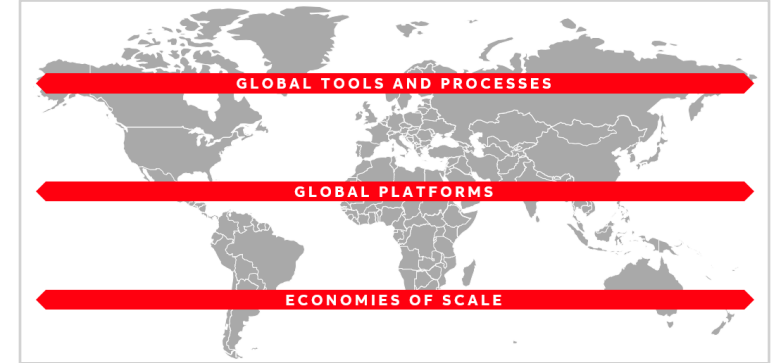 GLOBAL TOOLS AND PROCESSES
GLOBAL PLATFORMS
ECONOMIES OF SCALE